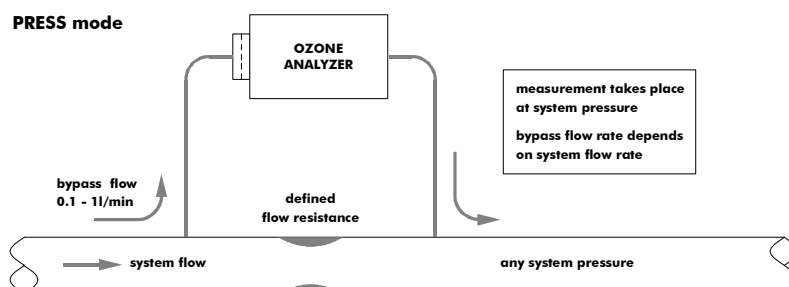 PRESS mode
OZONE
ANALYZER
measurement takes place
at system pressure
bypass flow rate depends
on system flow rate
bypass flow
0.1 - 1l/min
defined
flow resistance
system flow
any system pressure